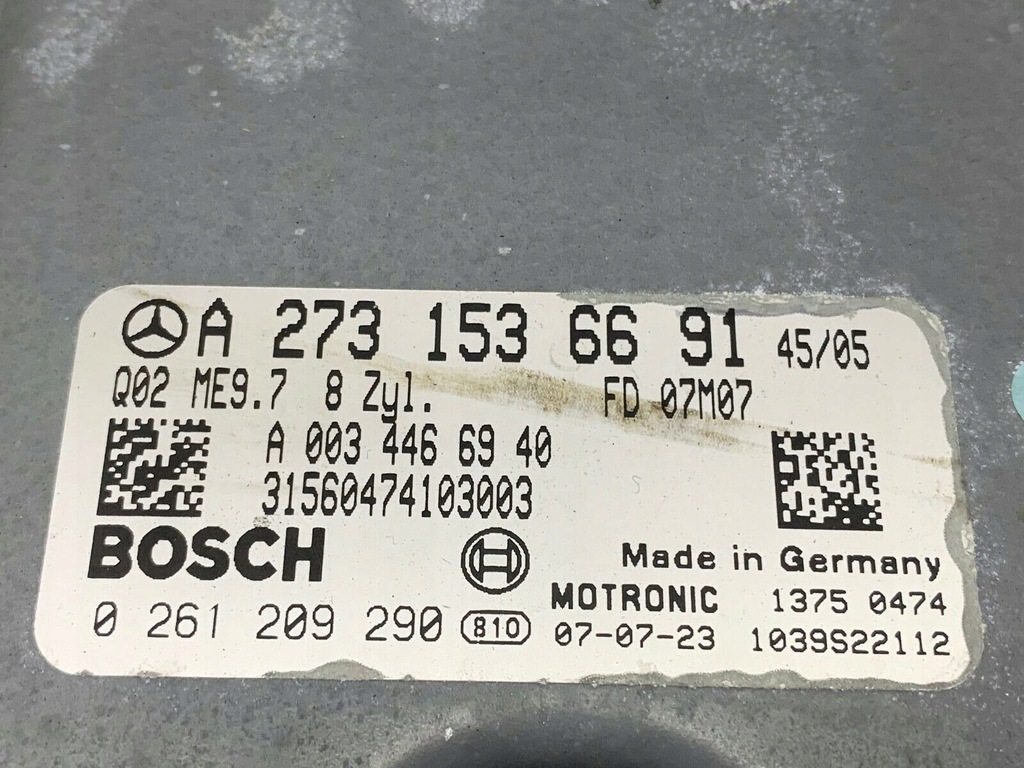 A 273 153 66 91 45/05
Q02 ME9.7 8 Zyl. FD 07M07
A 003 446 69 40
31560474103003
BOSCH
Made in Germany
MOTRONIC 1375 0474
0 261 209 290 810 07-07-23 1039S22112